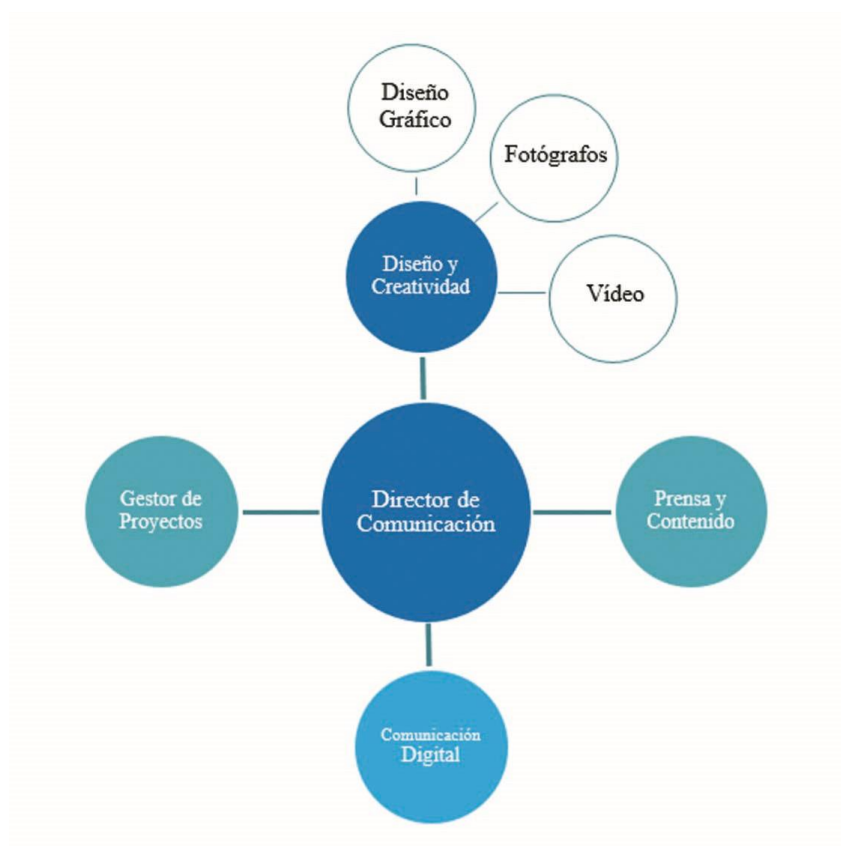 Diseño
Gráfico
Fotógrafos
Diseño y
Creatividad
Vídeo
Gestor de
Proyectos
Director de
Comunicación
Prensa y
Contenido
Comunicación
Digital